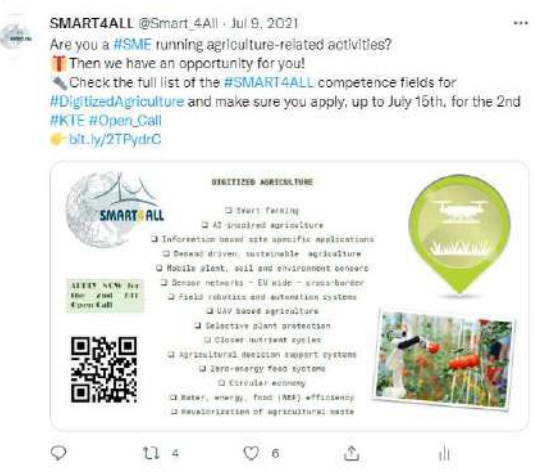 SMART4ALL @Smart_4All · Jul 9, 2021
Are you a #SME running agriculture-related activities?
Then we have an opportunity for you!
Check the full list of the #SMART4ALL competence fields for
#DigitizedAgriculture and make sure you apply, up to July 15th, for the 2nd
#KTE #Open_Call
bit.ly/2TPydrC
SMART4ALL
DIGITIZED AGRICULTURE
Smart farming
AI inspired agriculture
Information based site specific applications
Demand driven, sustainable agriculture
Mobile plant, soil and environment sensors
Sensor networks - EU wide - cross-border
Field robotics and automation systems
UAV based agriculture
Selective plant protection
Closer nutrient cycles
Agricultural decision support systems
Zero-energy food systems
Circular economy
Water, energy, food (WEF) efficiency
Revalorization of agricultural waste
APPLY NOW for
the 2nd KTE
Open Call
4
6